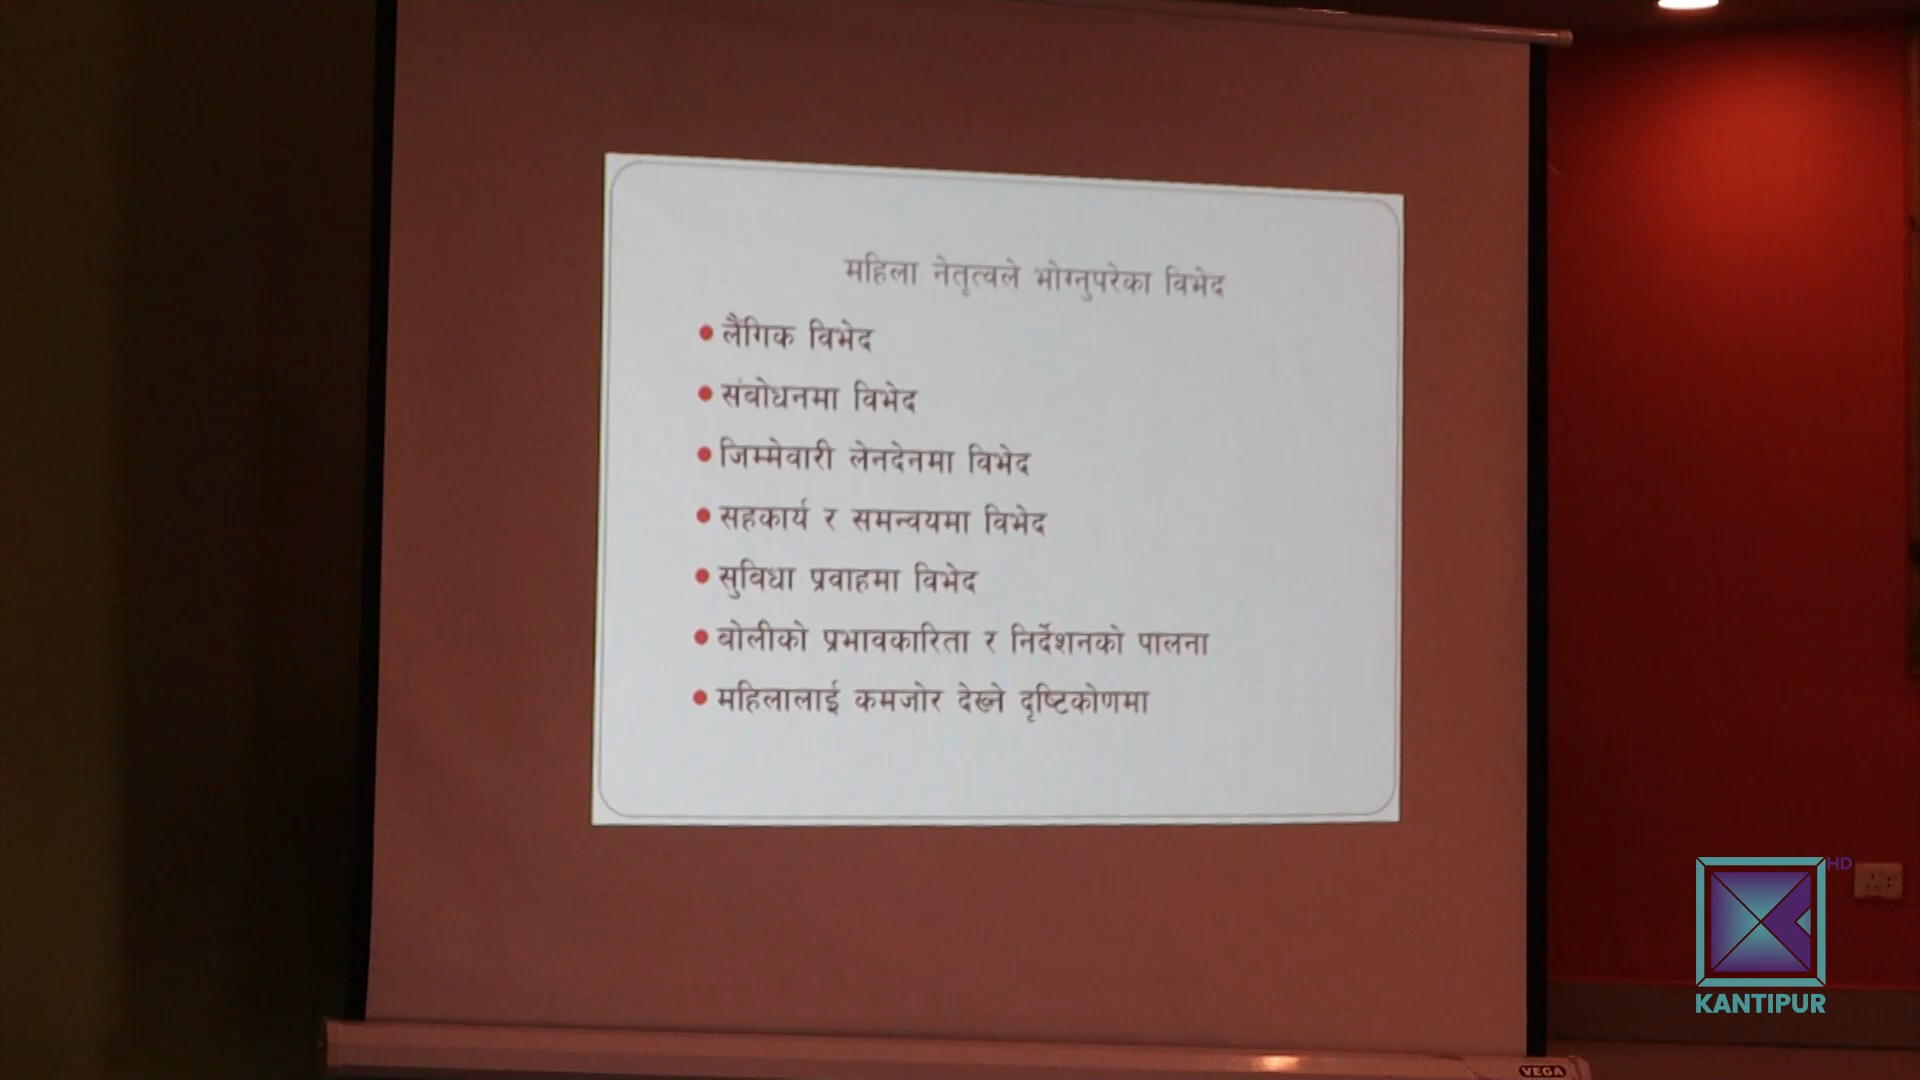 महिला नेतृत्वले भोग्नुपरेका विभेद
• लैंगिक विभेद
• संवोधनमा विभेद
• जिम्मेवारी लेनदेनमा विभेद
• सहकार्य र समन्वयमा विभेद
• सुविधा प्रवाहमा विभेद
• वोलीको प्रभावकारिता र निर्देशनको पालना
• महिलालाई कमजोर देख्ने दृष्टिकोणमा
HD
KANTIPUR
VEGA